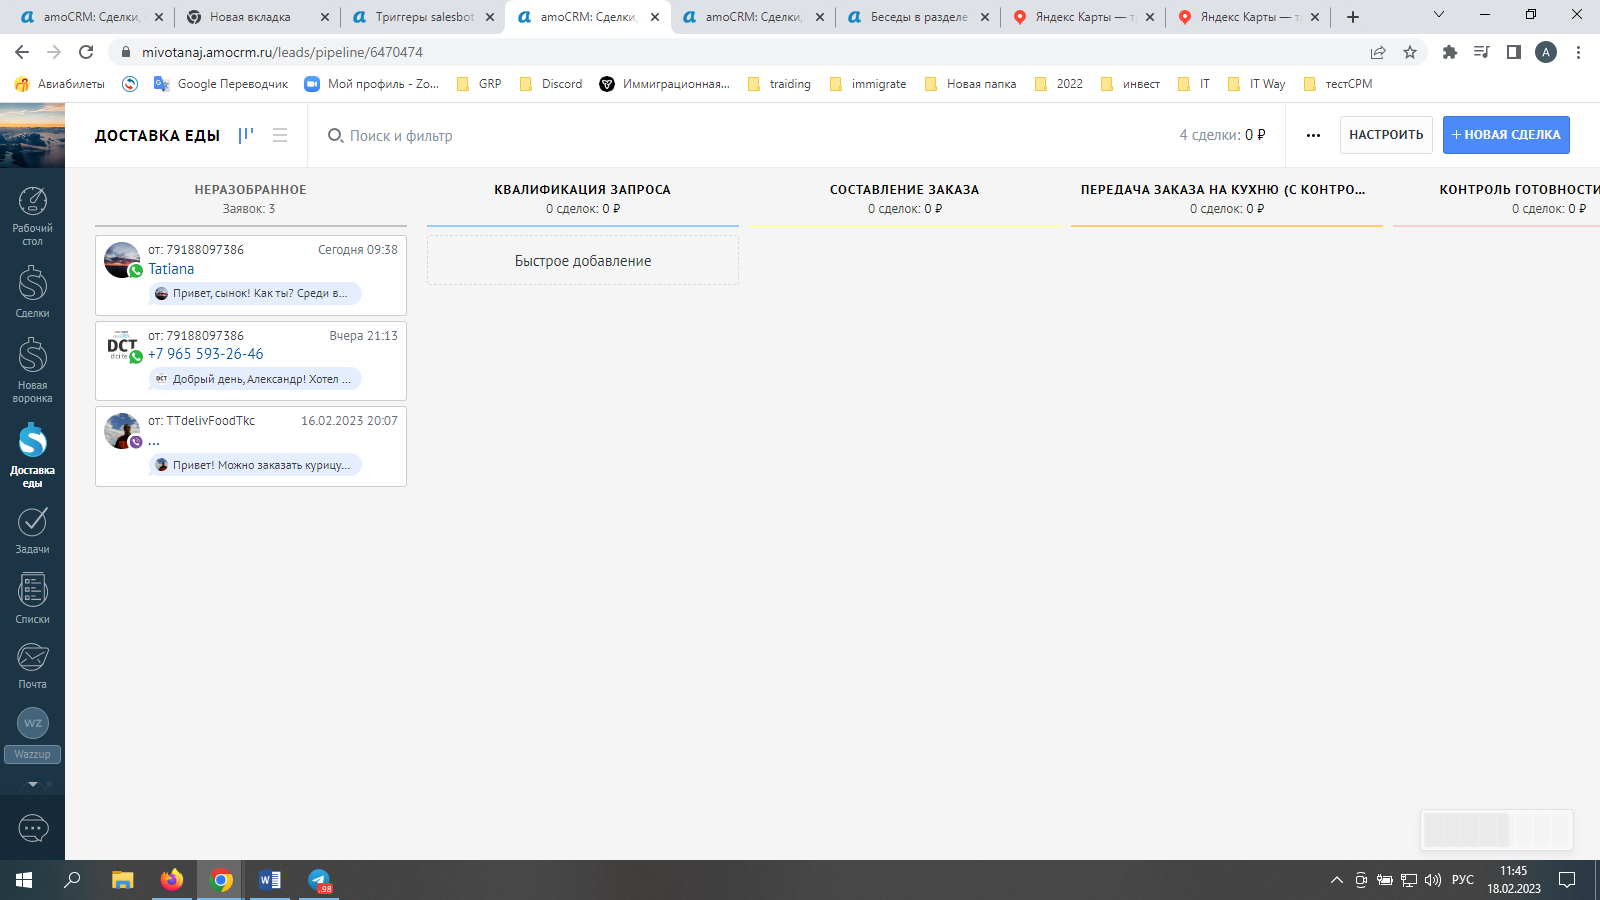 amoCRM: Сделки,
Новая вкладка
Триггеры salesbot
amoCRM: Сделки,
amoCRM: Сделки,
Беседы в разделе
Яндекс Карты — т
Яндекс Карты — т
mivotanaj.amocrm.ru/leads/pipeline/6470474
A
Авиабилеты
Google Переводчик
Мой профиль - Zo...
GRP
Discord
Иммиграционная...
traiding
immigrate
Новая папка
2022
инвест
IT
IT Way
тестСРМ
ДОСТАВКА ЕДЫ
Поиск и фильтр
4 сделки: 0 ₽
НАСТРОИТЬ
+ НОВАЯ СДЕЛКА
НЕРАЗОБРАННОЕ
Заявок: 3
КВАЛИФИКАЦИЯ ЗАПРОСА
0 сделок: 0 ₽
СОСТАВЛЕНИЕ ЗАКАЗА
0 сделок: 0 ₽
ПЕРЕДАЧА ЗАКАЗА НА КУХНЮ (С КОНТРО...
0 сделок: 0 ₽
КОНТРОЛЬ ГОТОВНОСТИ
0 сделок: 0 ₽
от: 79188097386
Сегодня 09:38
Tatiana
Привет, сынок! Как ты? Среди в...
Быстрое добавление
от: 79188097386
Вчера 21:13
DCT
+7 965 593-26-46
Добрый день, Александр! Хотел ...
от: TTdelivFoodTkc
16.02.2023 20:07
...
Привет! Можно заказать курицу...
Рабочий
стол
Сделки
Новая
воронка
Доставка
еды
Задачи
Списки
Почта
WZ
Wazzup
98
РУС
11:45
18.02.2023